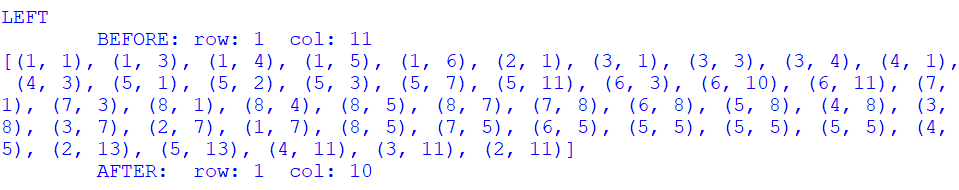 LEFT
BEFORE: row: 1  col: 11
[(1, 1), (1, 3), (1, 4), (1, 5), (1, 6), (2, 1), (3, 1), (3, 3), (3, 4), (4, 1),
(4, 3), (5, 1), (5, 2), (5, 3), (5, 7), (5, 11), (6, 3), (6, 10), (6, 11), (7,
1), (7, 3), (8, 1), (8, 4), (8, 5), (8, 7), (7, 8), (6, 8), (5, 8), (4, 8), (3,
8), (3, 7), (2, 7), (1, 7), (8, 5), (7, 5), (6, 5), (5, 5), (5, 5), (5, 5), (4,
5), (2, 13), (5, 13), (4, 11), (3, 11), (2, 11)]
AFTER:  row: 1  col: 10